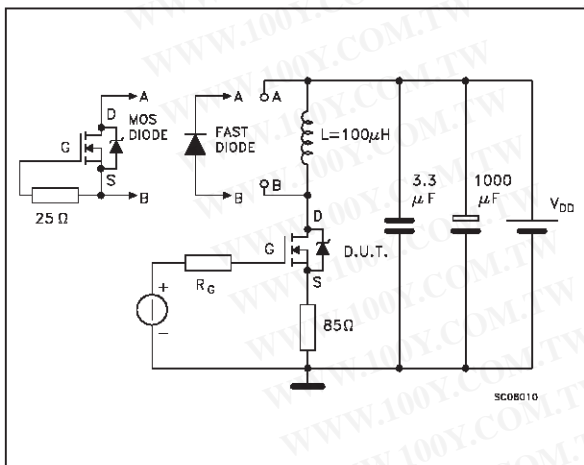 WWW.100Y.COM.TW
A
D
MOS
DIODE
G
S
B
25 Ω
A
FAST
DIODE
B
A
L=100μH
B
D
G
D.U.T.
S
RG
+
-
85Ω
3.3
μF
1000
μF
VDD
SC08010